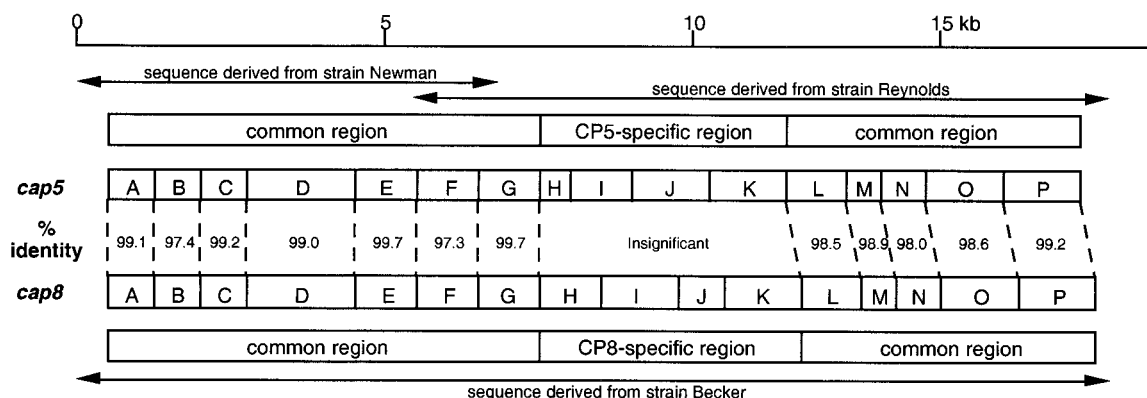 0 5 10 15 kb
sequence derived from strain Newman
sequence derived from strain Reynolds
common region CP5-specific region common region
cap5 A B C D E F G H I J K L M N O P
% identity 99.1 97.4 99.2 99.0 99.7 97.3 99.7 Insignificant 98.5 98.9 98.0 98.6 99.2
cap8 A B C D E F G H I J K L M N O P
common region CP8-specific region common region
sequence derived from strain Becker